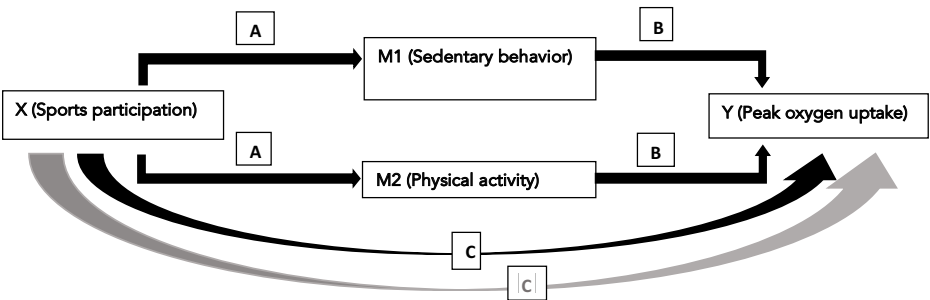 A
B
M1 (Sedentary behavior)
X (Sports participation)
Y (Peak oxygen uptake)
A
B
M2 (Physical activity)
C
|C|